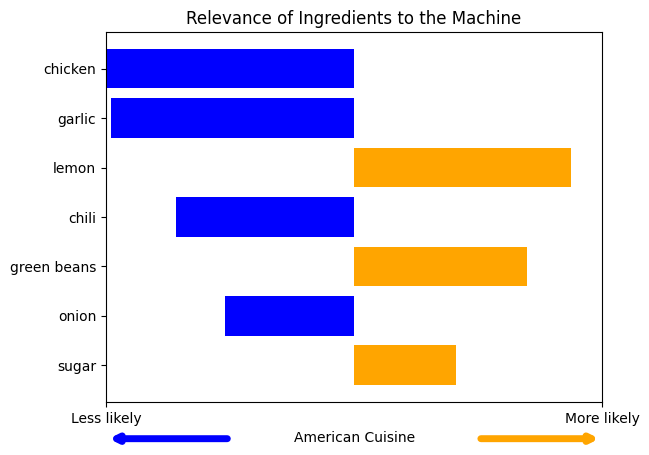 Relevance of Ingredients to the Machine
chicken
garlic
lemon
chili
green beans
onion
sugar
Less likely
More likely
American Cuisine